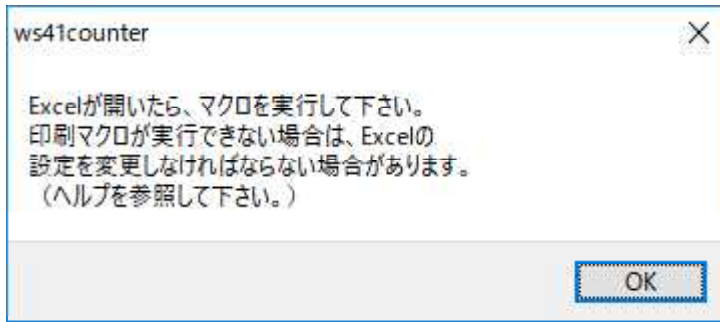 ws41counter
Excelが開いたら、マクロを実行して下さい。
印刷マクロが実行できない場合は、Excelの
設定を変更しなければならない場合があります。
（ヘルプを参照して下さい。）
OK